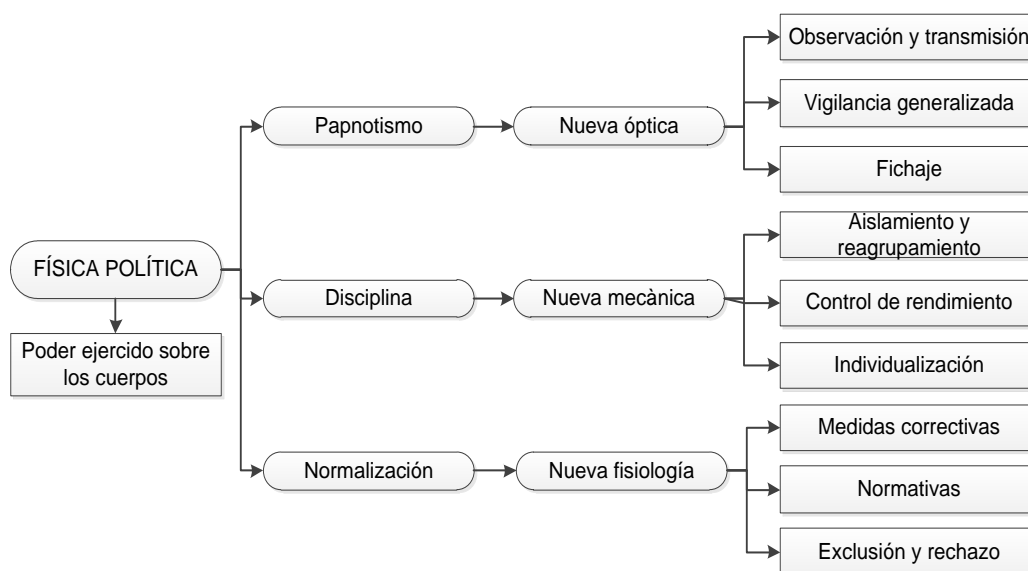 Observación y transmisión
Papnotismo
Nueva óptica
Vigilancia generalizada
Fichaje
FÍSICA POLÍTICA
Poder ejercido sobre
los cuerpos
Disciplina
Nueva mecànica
Aislamiento y
reagrupamiento
Control de rendimiento
Individualización
Normalización
Nueva fisiología
Medidas correctivas
Normativas
Exclusión y rechazo